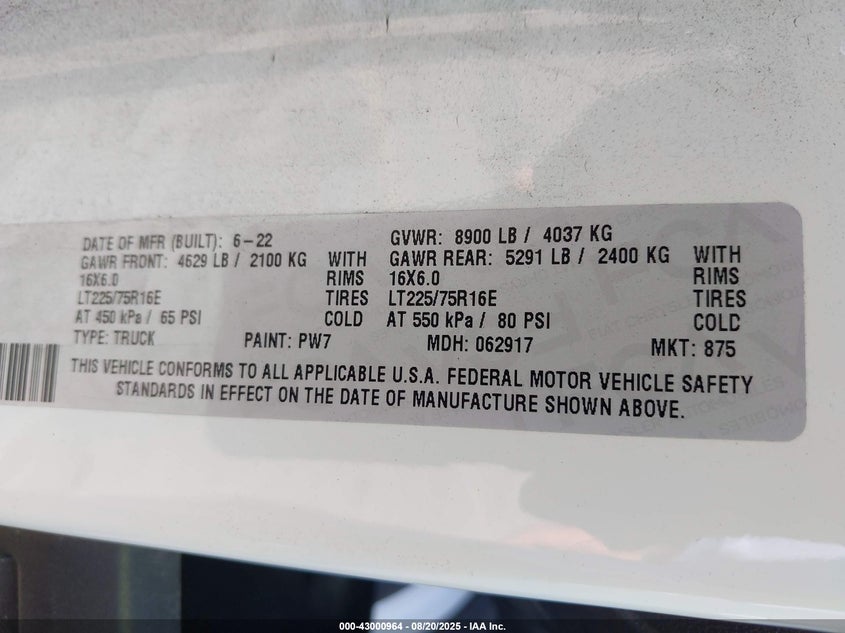 DATE OF MFR (BUILT): 6-22 GVWR: 8900 LB / 4037 KG
GAWR FRONT: 4629 LB / 2100 KG WITH GAWR REAR: 5291 LB / 2400 KG WITH
16X6.0 RIMS 16X6.0 RIMS
LT225/75R16E TIRES LT225/75R16E TIRES
AT 450 kPa / 65 PSI COLD AT 550 kPa / 80 PSI COLD
TYPE: TRUCK PAINT: PW7 MDH: 062917 MKT: 875
THIS VEHICLE CONFORMS TO ALL APPLICABLE U.S.A. FEDERAL MOTOR VEHICLE SAFETY
STANDARDS IN EFFECT ON THE DATE OF MANUFACTURE SHOWN ABOVE.
000-43000964 - 08/20/2025 - IAA Inc.